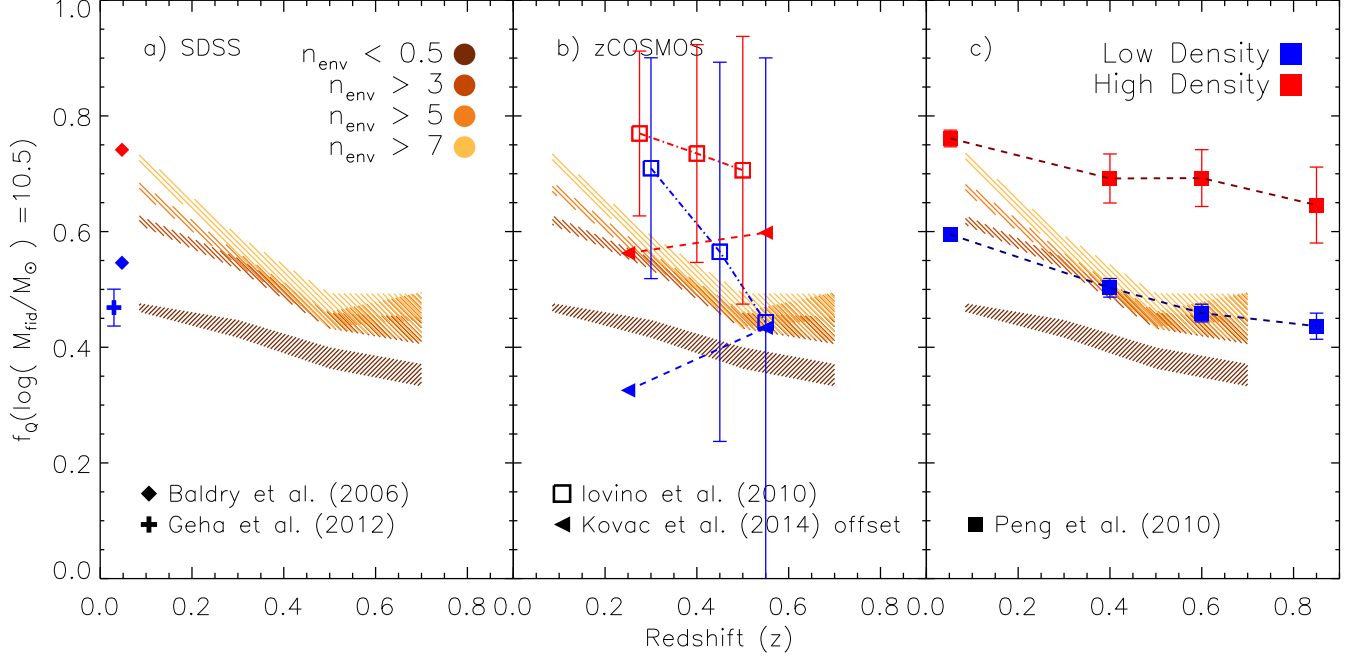 a) SDSS
n_env < 0.5
n_env > 3
n_env > 5
n_env > 7
Baldry et al. (2006)
Geha et al. (2012)
b) zCOSMOS
Iovino et al. (2010)
Kovac et al. (2014) offset
c)
Low Density
High Density
Peng et al. (2010)
f_Q(log( M_fid/M_⊙ ) =10.5)
1.0
0.8
0.6
0.4
0.2
0.0
0.0 0.2 0.4 0.6 0.8 0.0 0.2 0.4 0.6 0.8 0.0 0.2 0.4 0.6 0.8
Redshift (z)